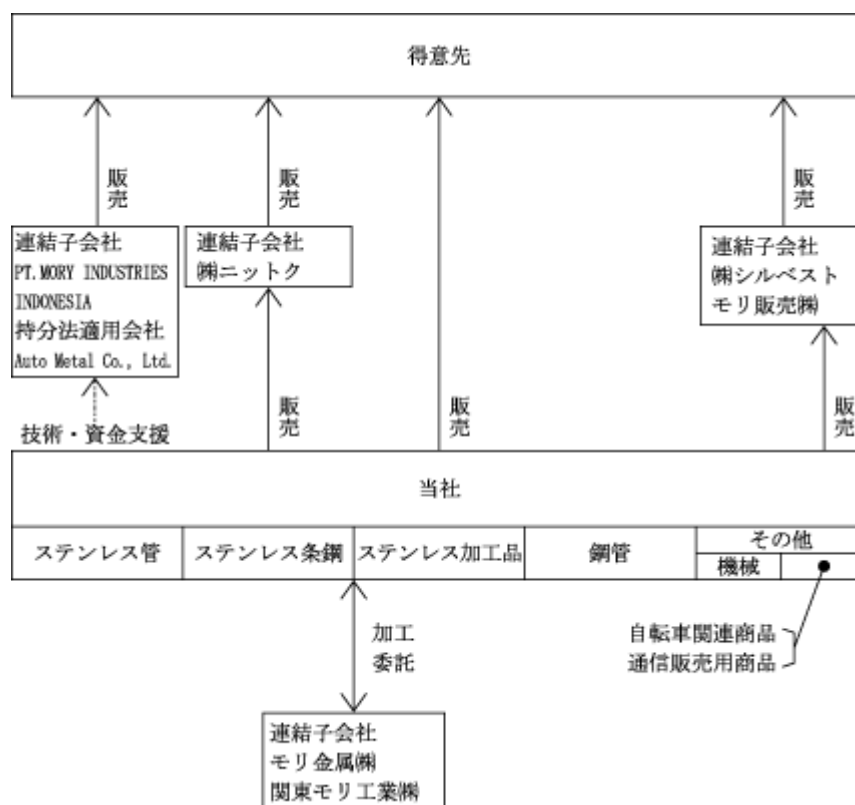 得意先
販売
販売
販売
連結子会社
PT.MORY INDUSTRIES
INDONESIA
持分法適用会社
Auto Metal Co., Ltd.
連結子会社
㈱ニットク
連結子会社
㈱シルベスト
モリ販売㈱
技術・資金支援
販売
販売
販売
当社
ステンレス管
ステンレス条鋼
ステンレス加工品
鋼管
その他
機械
加工
委託
自転車関連商品
通信販売用商品
連結子会社
モリ金属㈱
関東モリ工業㈱